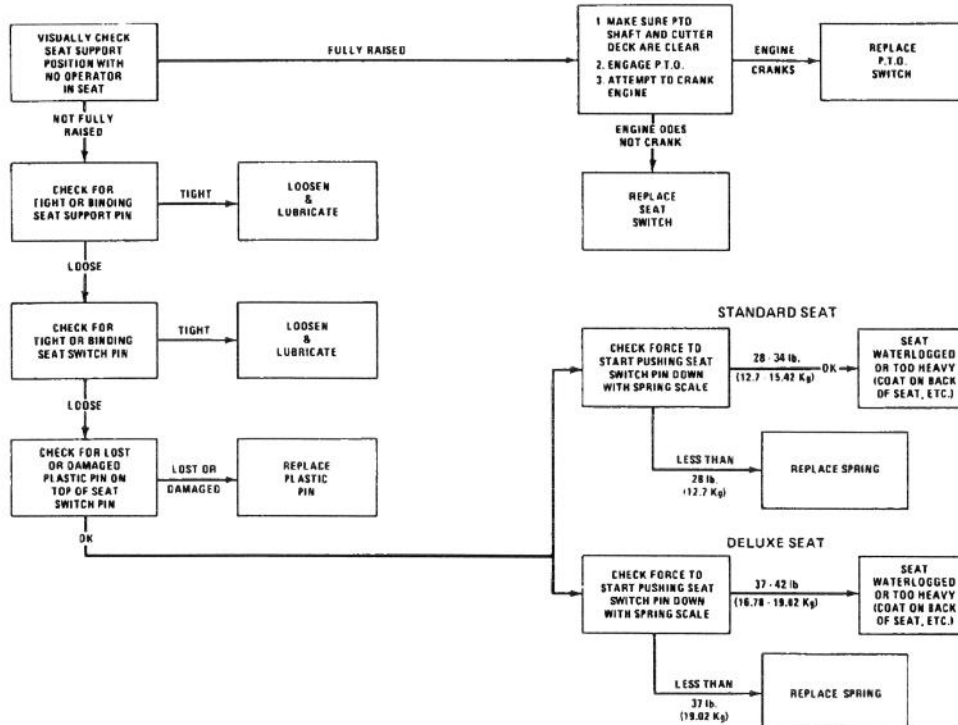 VISUALLY CHECK
SEAT SUPPORT
POSITION WITH
NO OPERATOR
IN SEAT
FULLY RAISED
1 MAKE SURE PTO
SHAFT AND CUTTER
DECK ARE CLEAR
2. ENGAGE P.T.O.
3. ATTEMPT TO CRANK
ENGINE
ENGINE
CRANKS
REPLACE
P.T.O.
SWITCH
NOT FULLY
RAISED
ENGINE DOES
NOT CRANK
REPLACE
SEAT
SWITCH
CHECK FOR
TIGHT OR BINDING
SEAT SUPPORT PIN
TIGHT
LOOSEN
&
LUBRICATE
LOOSE
CHECK FOR
TIGHT OR BINDING
SEAT SWITCH PIN
TIGHT
LOOSEN
&
LUBRICATE
LOOSE
CHECK FOR LOST
OR DAMAGED
PLASTIC PIN ON
TOP OF SEAT
SWITCH PIN
LOST OR
DAMAGED
REPLACE
PLASTIC
PIN
OK
STANDARD SEAT
CHECK FORCE TO
START PUSHING SEAT
SWITCH PIN DOWN
WITH SPRING SCALE
28 - 34 lb.
(12.7 - 15.42 Kg)
OK
SEAT
WATERLOGGED
OR TOO HEAVY
(COAT ON BACK
OF SEAT, ETC.)
LESS THAN
28 lb.
(12.7 Kg)
REPLACE SPRING
DELUXE SEAT
CHECK FORCE TO
START PUSHING SEAT
SWITCH PIN DOWN
WITH SPRING SCALE
37 - 42 lb
(16.78 - 19.02 Kg)
SEAT
WATERLOGGED
OR TOO HEAVY
(COAT ON BACK
OF SEAT, ETC.)
LESS THAN
37 lb.
(19.02 Kg)
REPLACE SPRING